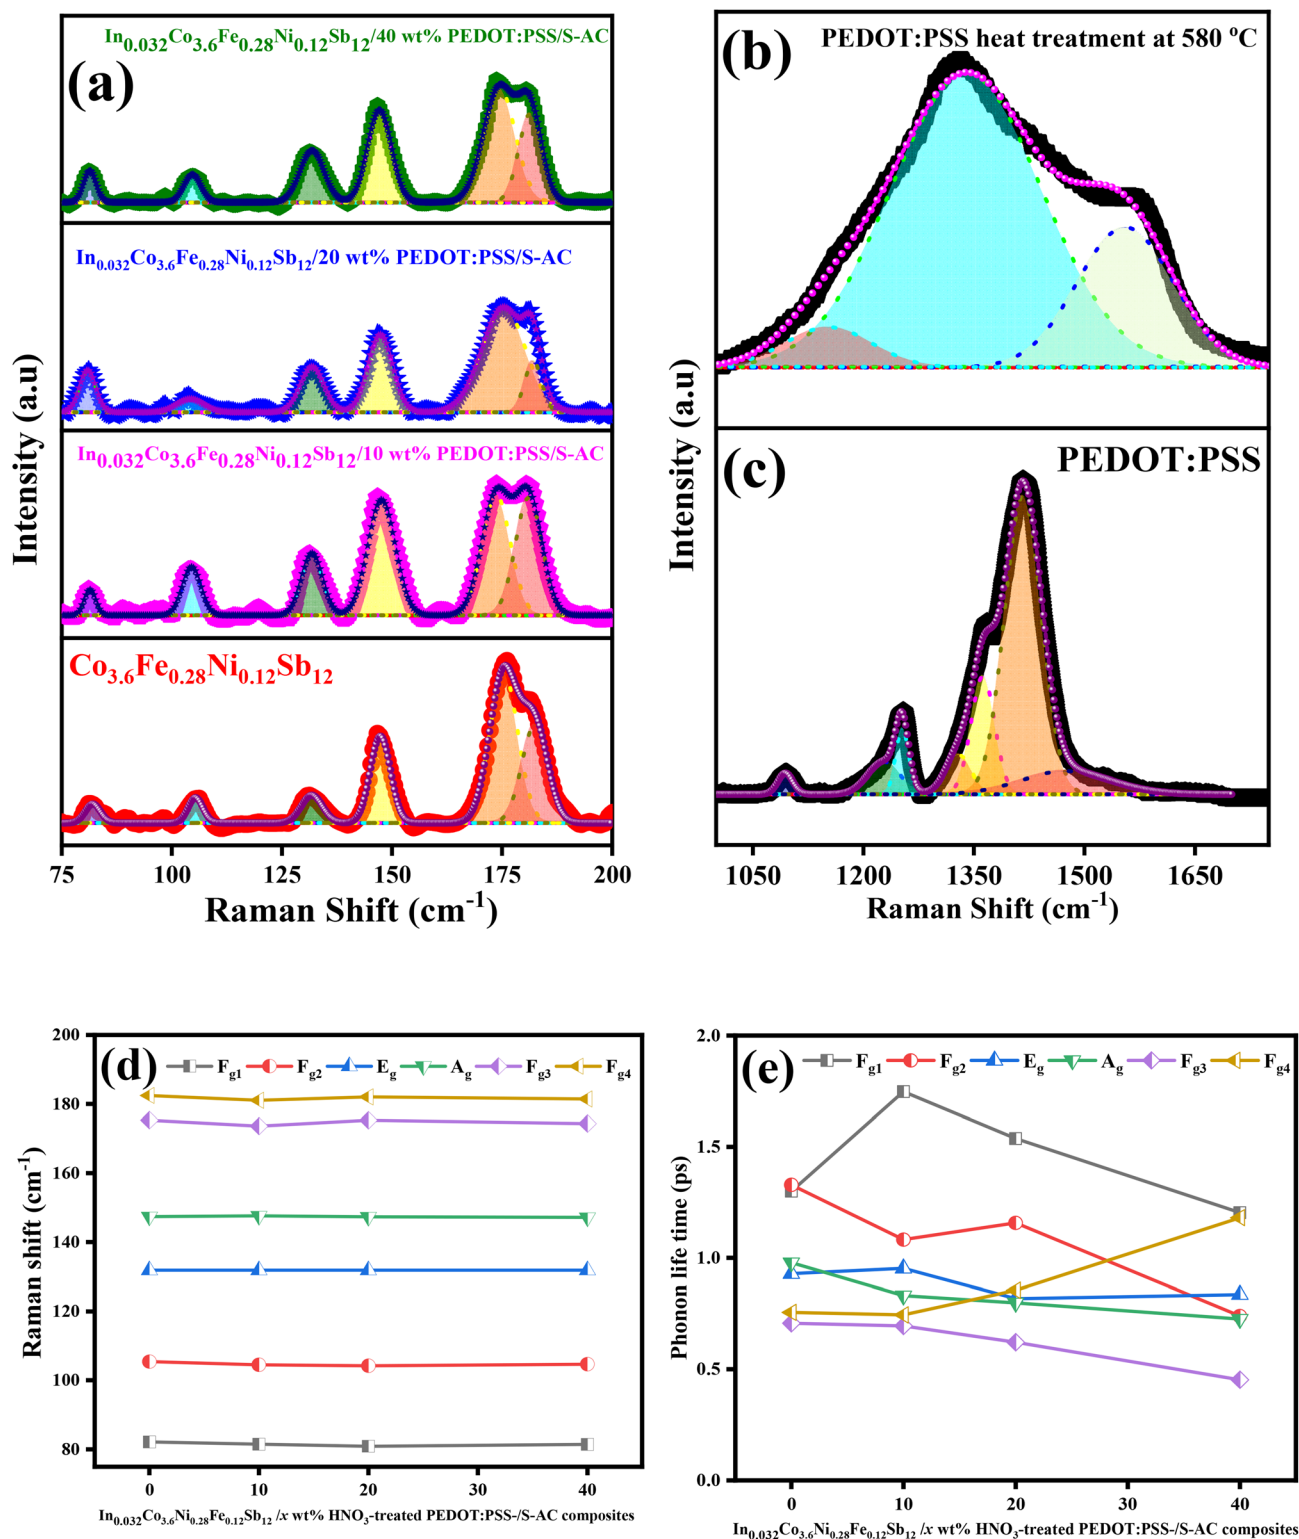 In0.032Co3.6Fe0.28Ni0.12Sb12/40 wt% PEDOT:PSS/S-AC
(a)
In0.032Co3.6Fe0.28Ni0.12Sb12/20 wt% PEDOT:PSS/S-AC
In0.032Co3.6Fe0.28Ni0.12Sb12/10 wt% PEDOT:PSS/S-AC
Co3.6Fe0.28Ni0.12Sb12
Intensity (a.u)
75 100 125 150 175 200
Raman Shift (cm-1)
(b)
PEDOT:PSS heat treatment at 580 °C
(c)
PEDOT:PSS
Intensity (a.u)
1050 1200 1350 1500 1650
Raman Shift (cm-1)
(d)
Fg1 Fg2 Eg Ag Fg3 Fg4
200
180
160
140
120
100
80
Raman shift (cm-1)
0 10 20 30 40
In0.032Co3.6Ni0.28Fe0.12Sb12 /x wt% HNO3-treated PEDOT:PSS-/S-AC composites
(e)
Fg1 Fg2 Eg Ag Fg3 Fg4
2.0
1.5
1.0
0.5
0.0
Phonon life time (ps)
0 10 20 30 40
In0.032Co3.6Ni0.28Fe0.12Sb12 /x wt% HNO3-treated PEDOT:PSS-/S-AC composites